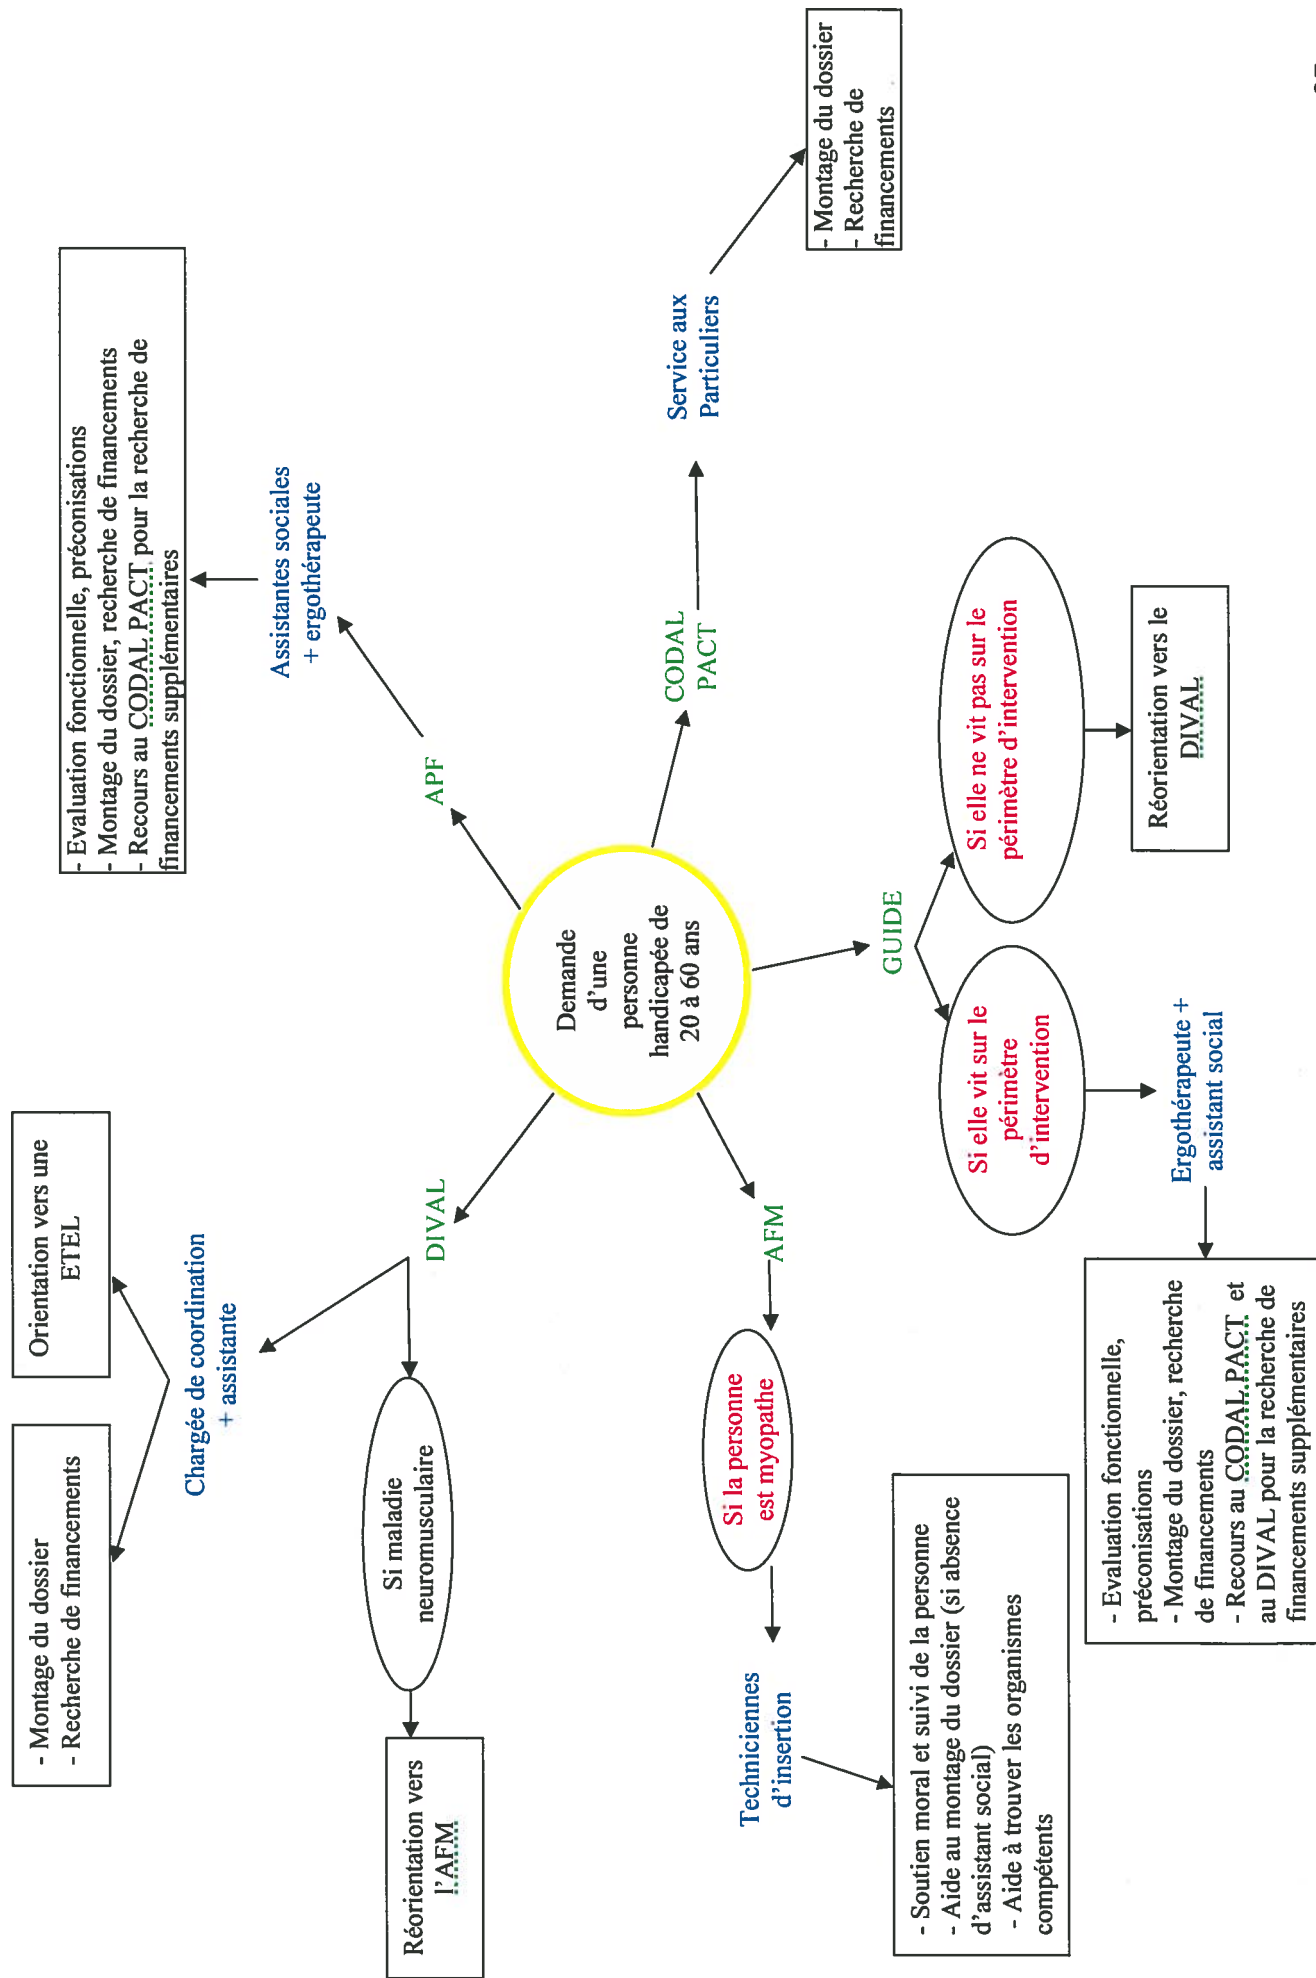 - Montage du dossier
- Recherche de financements
Orientation vers une
ETEL
- Evaluation fonctionnelle, préconisations
- Montage du dossier, recherche de financements
- Recours au CODAL PACT pour la recherche de
financements supplémentaires
Chargée de coordination
+ assistante
Assistantes sociales
+ ergothérapeute
Réorientation vers
l'AFM
Si maladie
neuromusculaire
DIVAL
APF
Demande
d'une
personne
handicapée de
20 à 60 ans
CODAL
PACT
Service aux
Particuliers
- Montage du dossier
- Recherche de
financements
Techniciennes
d'insertion
Si la personne
est myopathe
AFM
GUIDE
- Soutien moral et suivi de la personne
- Aide au montage du dossier (si absence
d'assistant social)
- Aide à trouver les organismes
compétents
Si elle vit sur le
périmètre
d'intervention
Si elle ne vit pas sur le
périmètre d'intervention
- Evaluation fonctionnelle,
préconisations
- Montage du dossier, recherche
de financements
- Recours au CODAL PACT et
au DIVAL pour la recherche de
financements supplémentaires
Ergothérapeute +
assistant social
Réorientation vers le
DIVAL